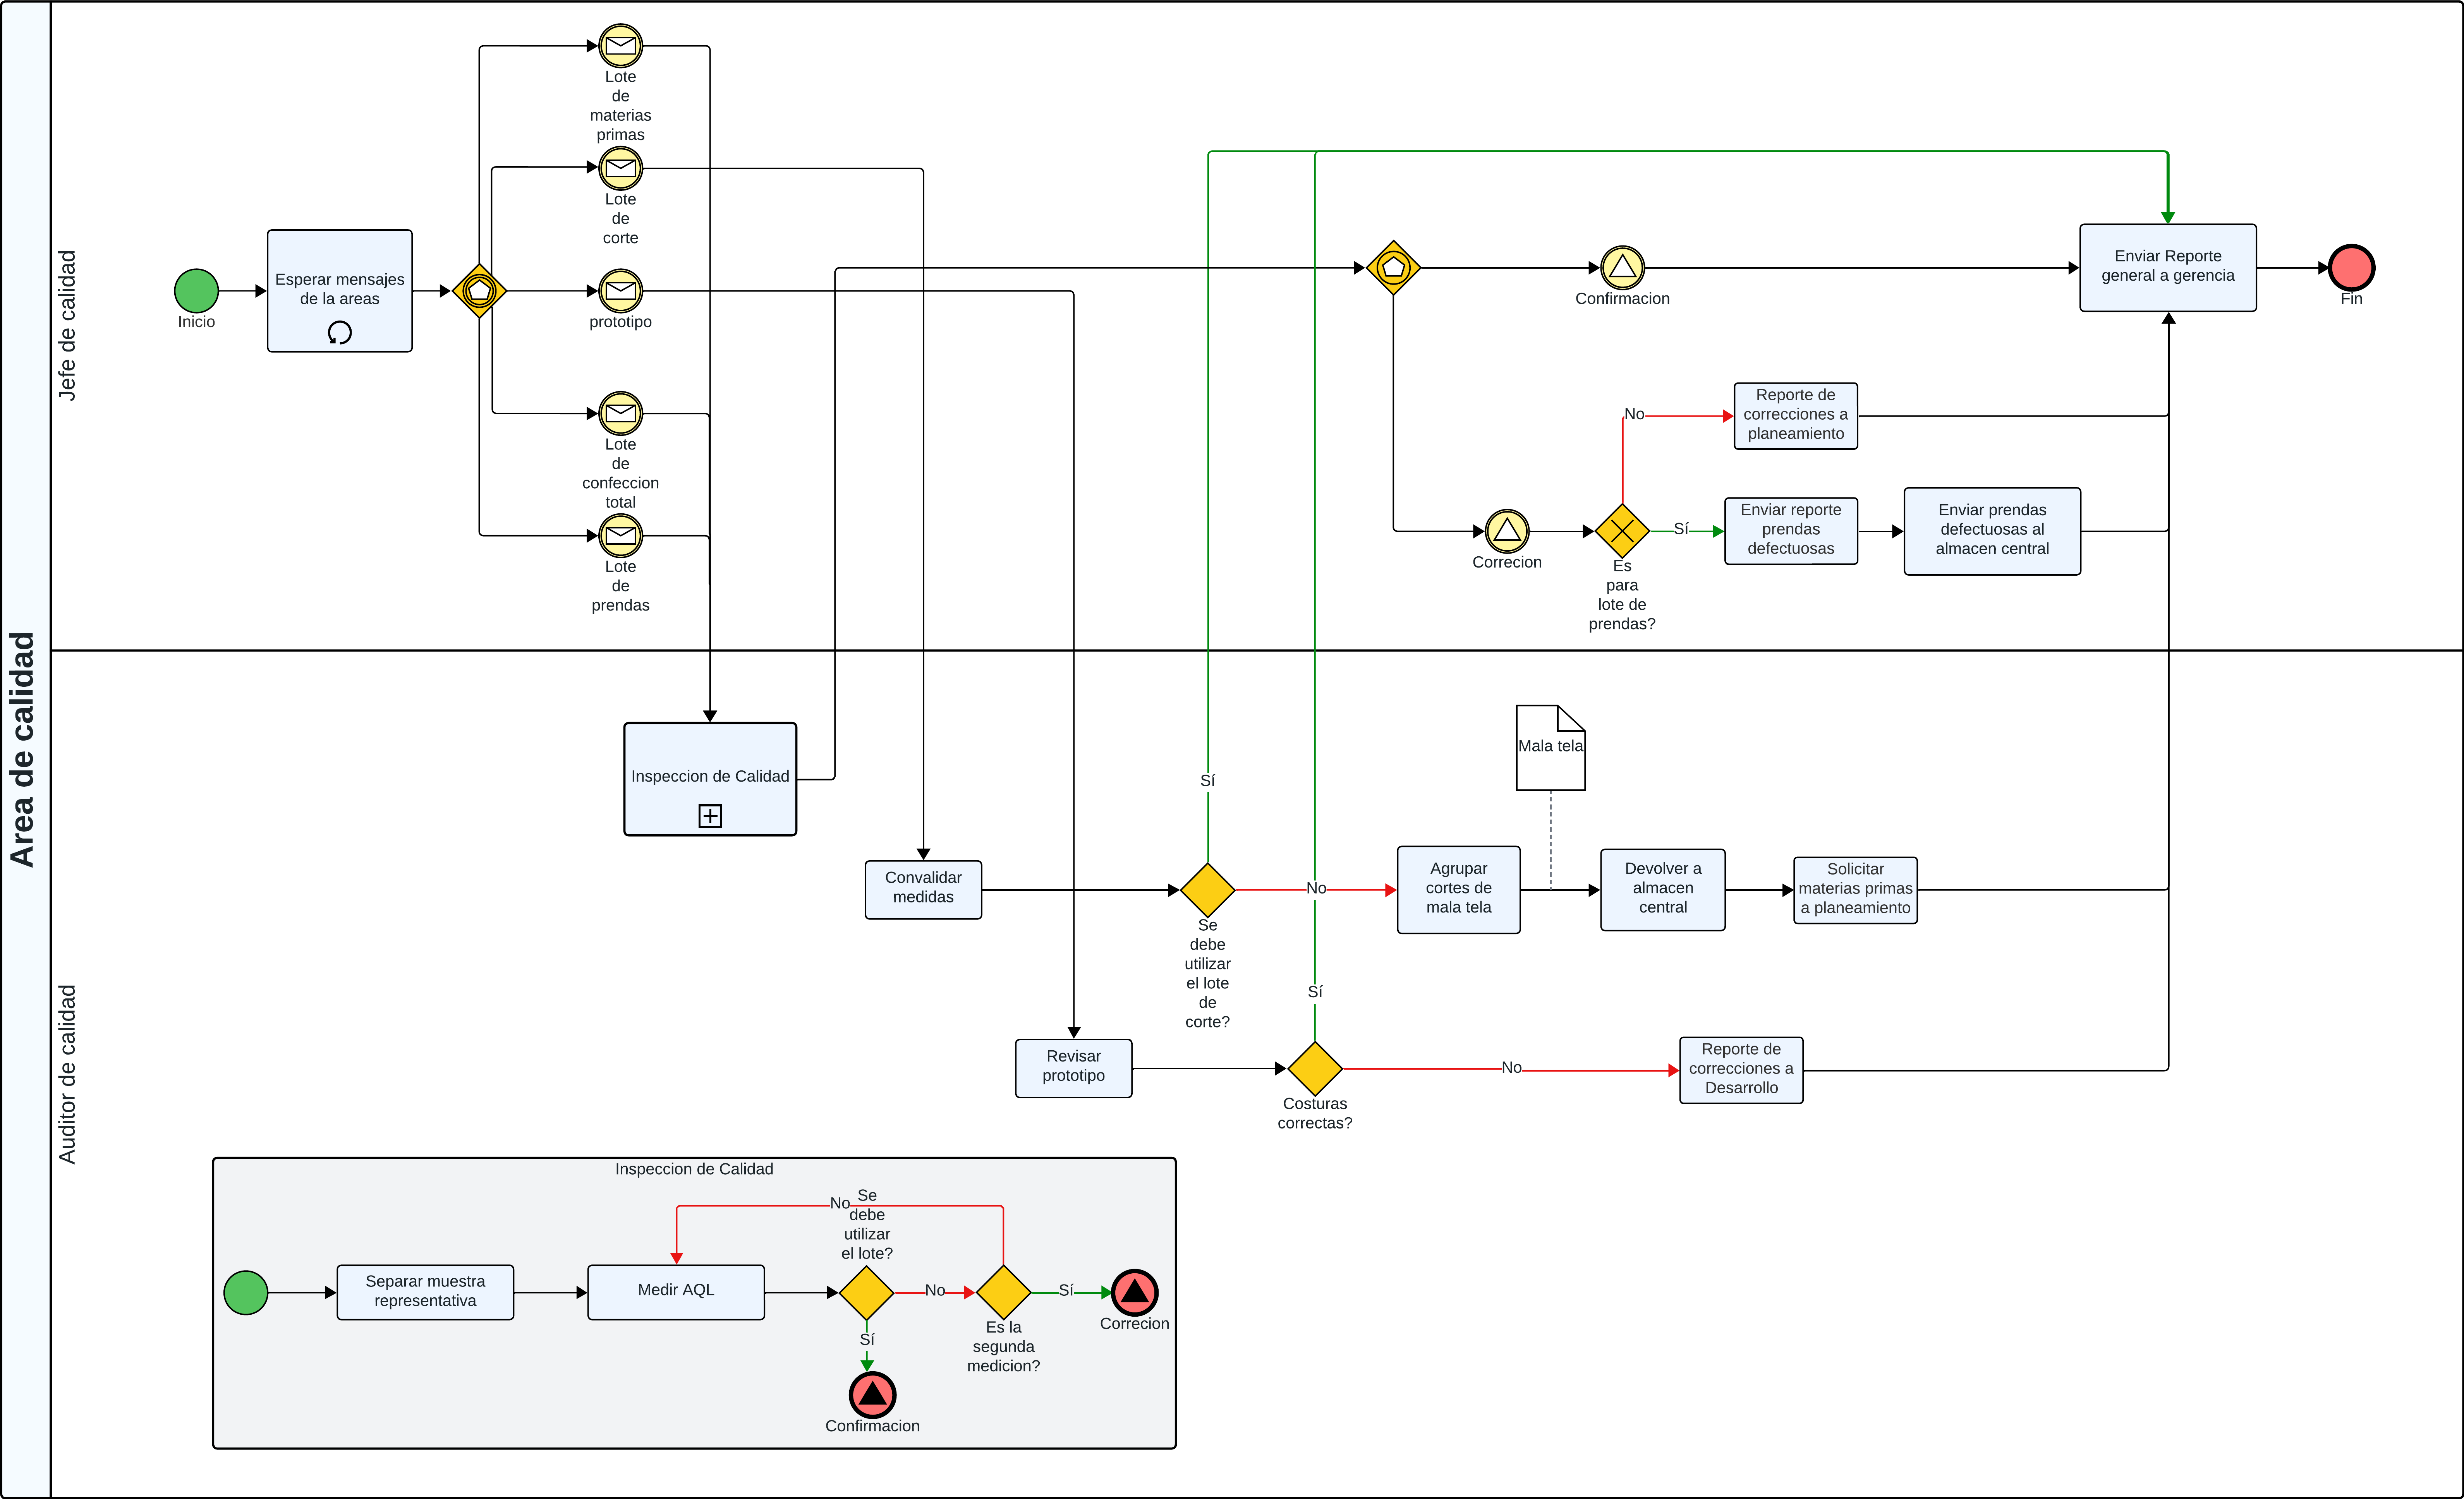 Area de calidad
Jefe de calidad
Inicio
Esperar mensajes
de la areas
Lote
de
materias
primas
Lote
de
corte
prototipo
Lote
de
confeccion
total
Lote
de
prendas
Confirmacion
Enviar Reporte
general a gerencia
Fin
No
Reporte de
correcciones a
planeamiento
Correcion
Es
para
lote de
prendas?
Sí
Enviar reporte
prendas
defectuosas
Enviar prendas
defectuosas al
almacen central
Auditor de calidad
Inspeccion de Calidad
Convalidar
medidas
Sí
Se
debe
utilizar
el lote
de
corte?
No
Mala tela
Agrupar
cortes de
mala tela
Devolver a
almacen
central
Solicitar
materias primas
a planeamiento
Revisar
prototipo
Sí
Costuras
correctas?
No
Reporte de
correcciones a
Desarrollo
Inspeccion de Calidad
Separar muestra
representativa
Medir AQL
No
Se
debe
utilizar
el lote?
No
Sí
Confirmacion
Es la
segunda
medicion?
Sí
Correcion